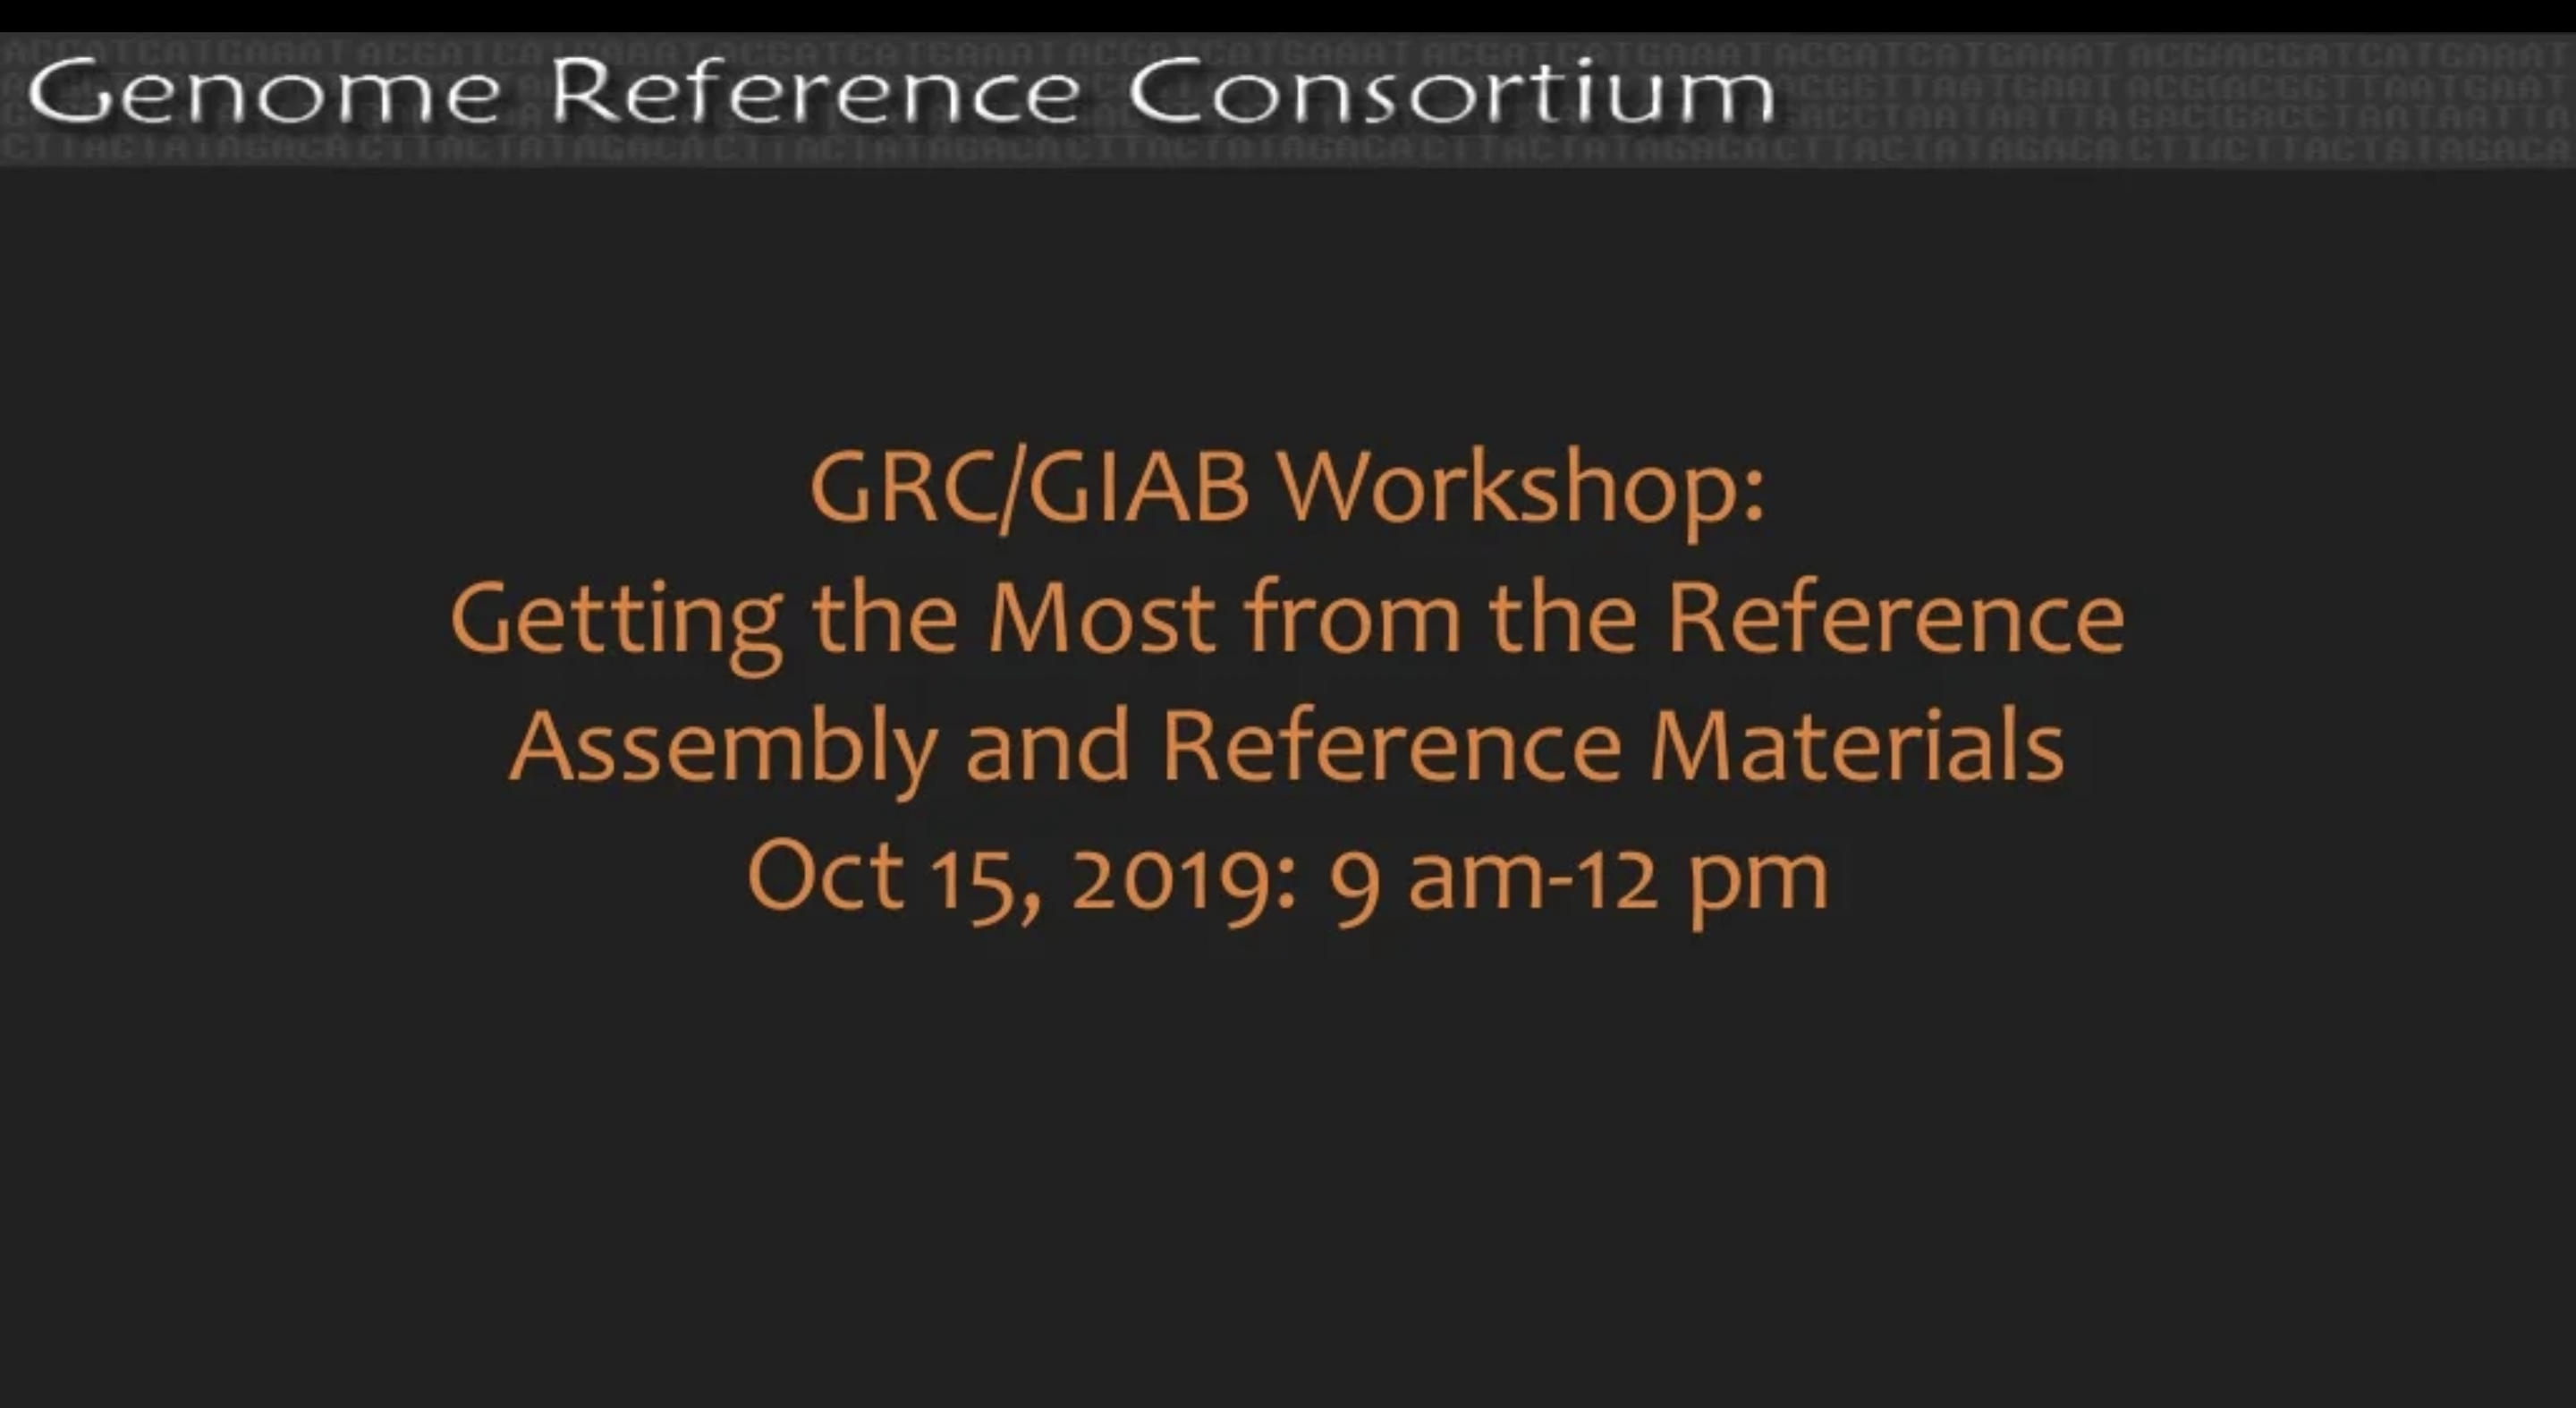 Genome Reference Consortium
GRC/GIAB Workshop:
Getting the Most from the Reference
Assembly and Reference Materials
Oct 15, 2019: 9 am-12 pm